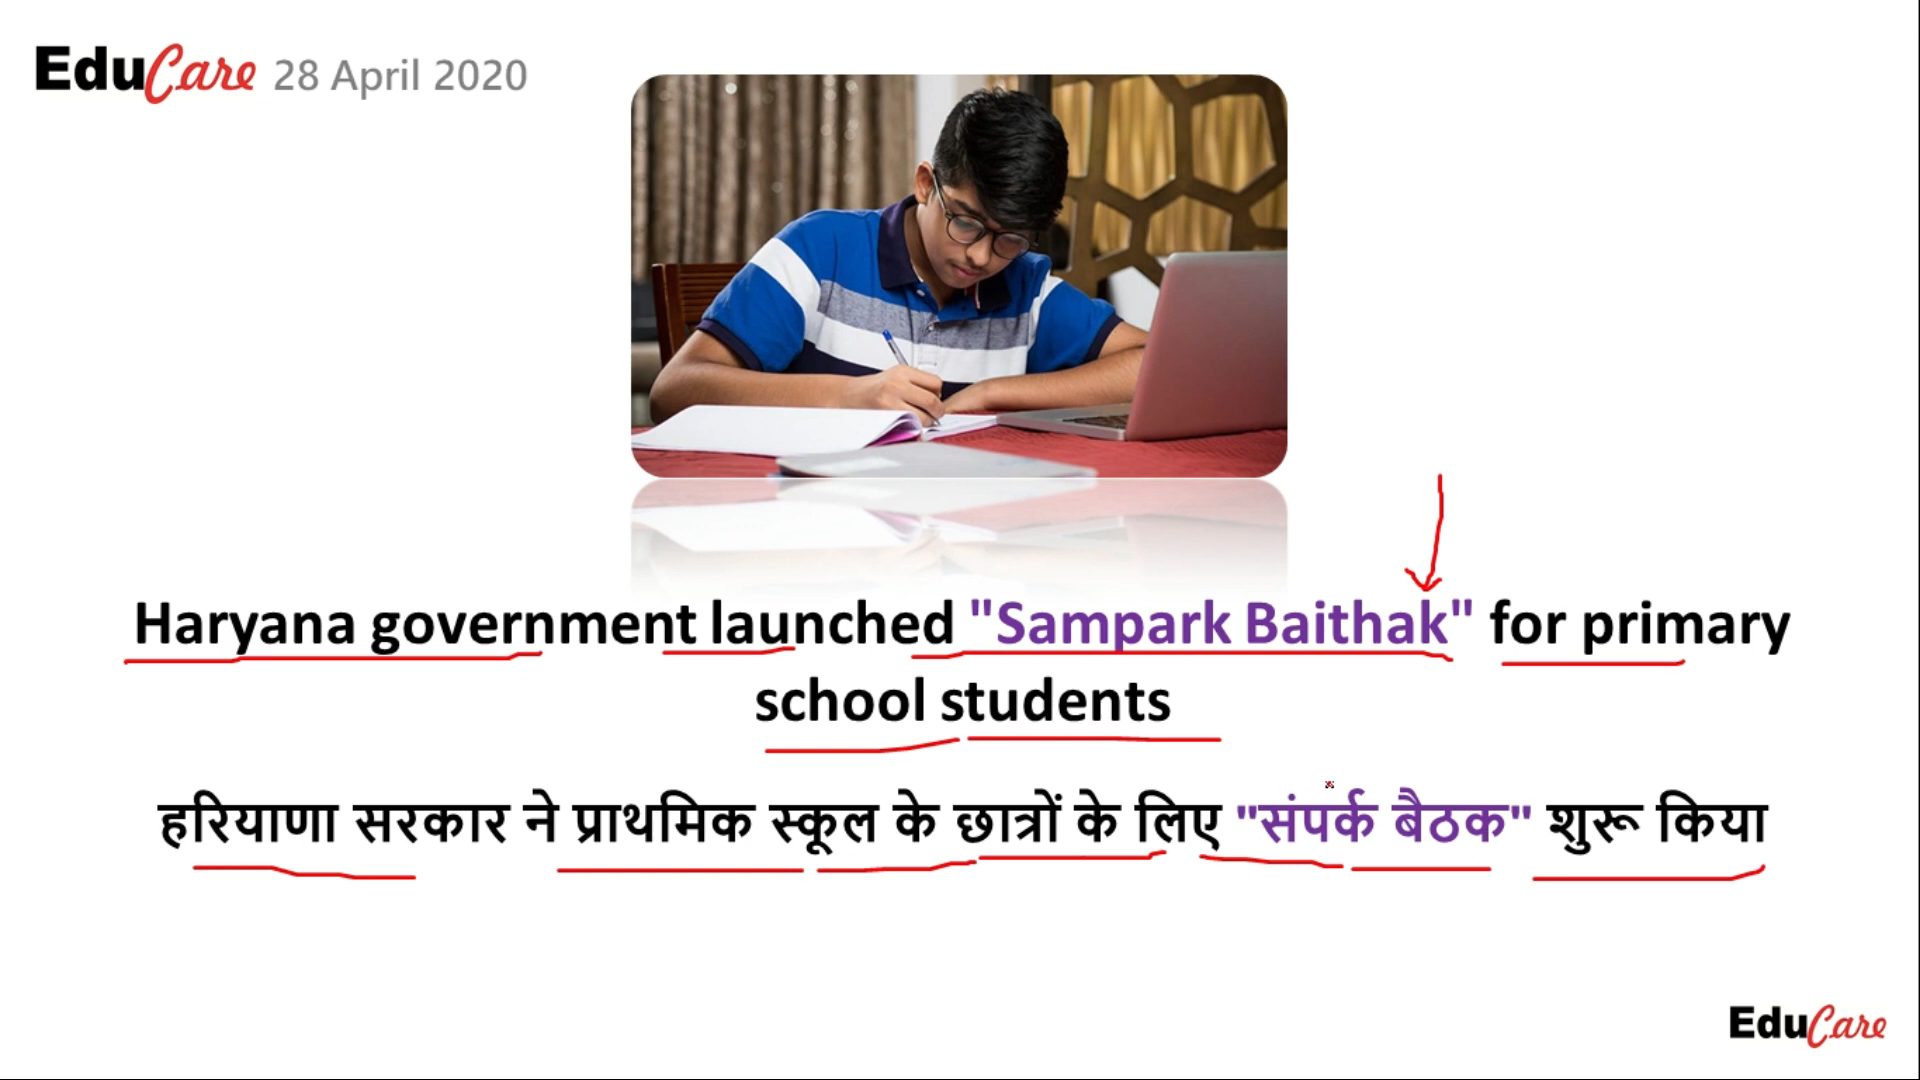 EduCare 28 April 2020
Haryana government launched "Sampark Baithak" for primary
school students
हरियाणा सरकार ने प्राथमिक स्कूल के छात्रों के लिए "संपर्क बैठक" शुरू किया
EduCare